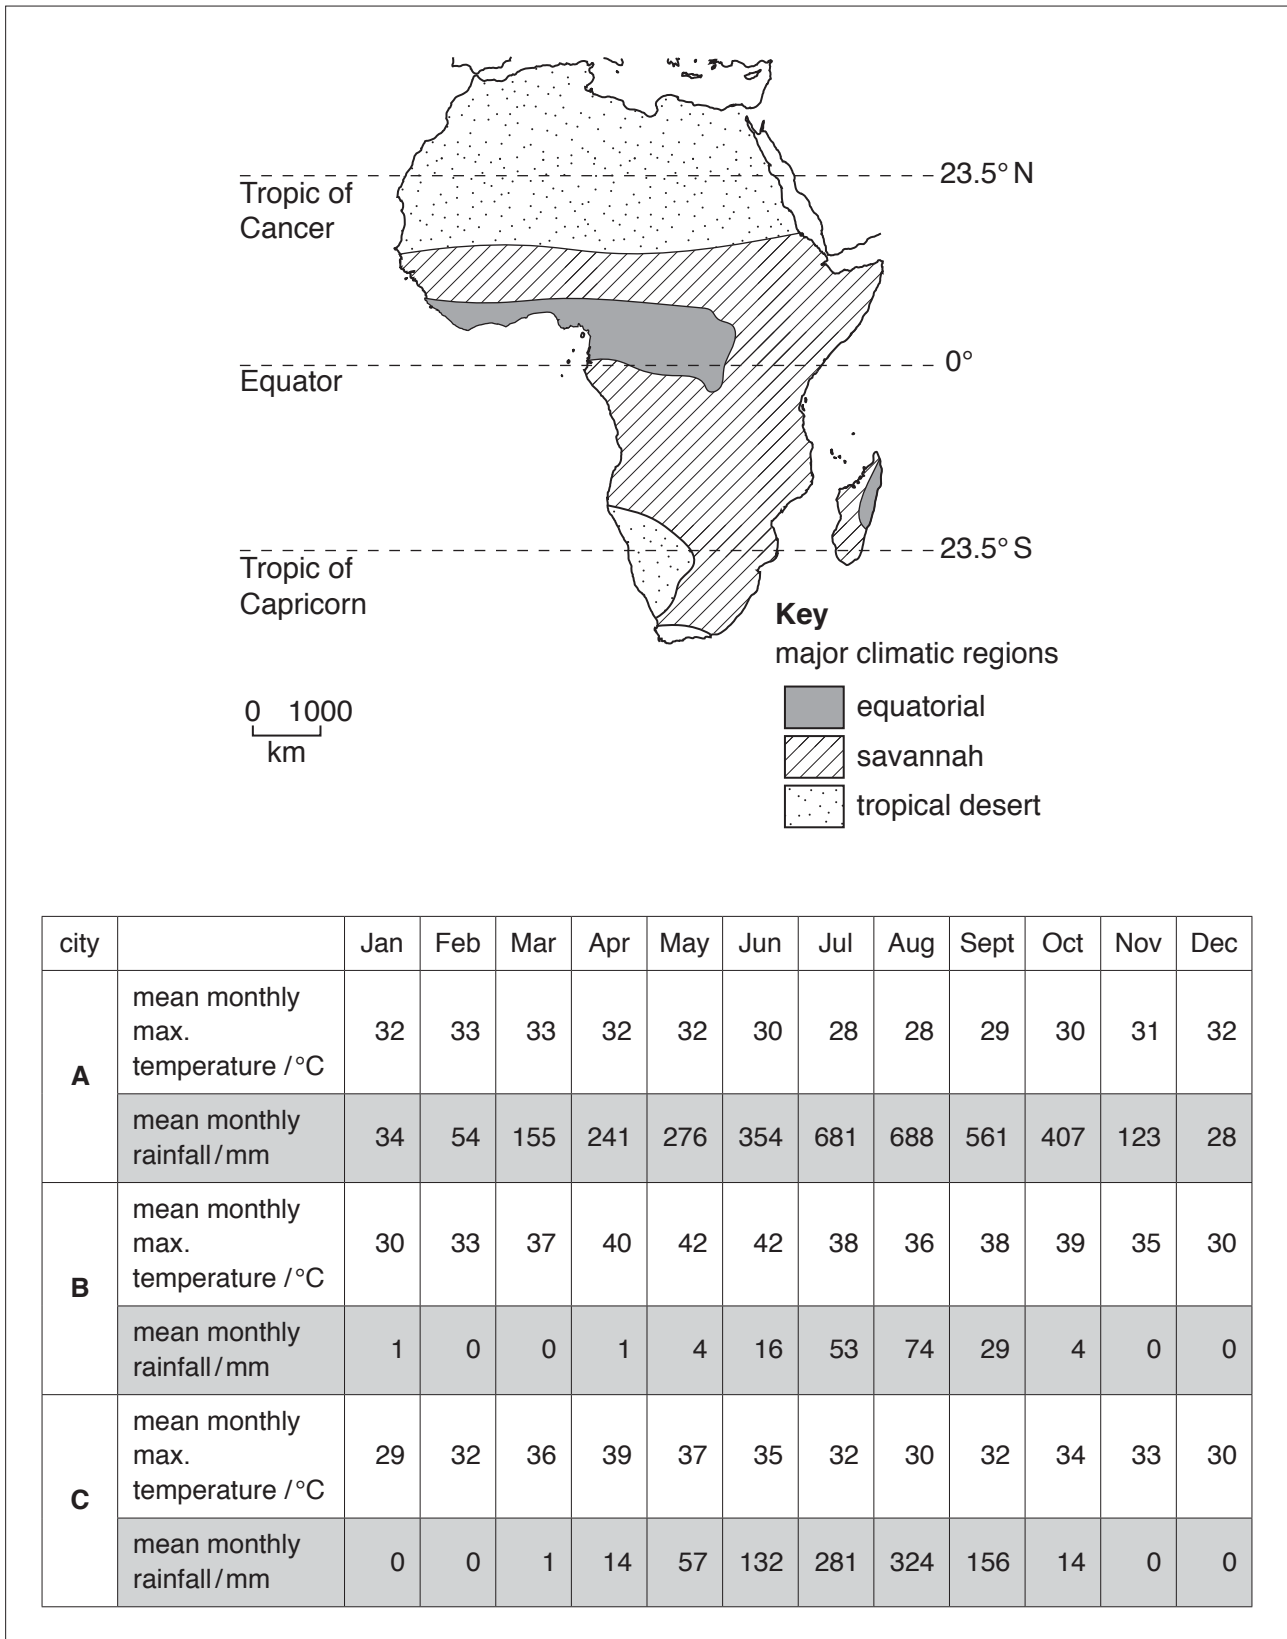 23.5° N
Tropic of
Cancer
0°
Equator
23.5° S
Tropic of
Capricorn
Key
major climatic regions
equatorial
savannah
tropical desert
0 1000
km
city Jan Feb Mar Apr May Jun Jul Aug Sept Oct Nov Dec
A
mean monthly
max.
temperature / °C 32 33 33 32 32 30 28 28 29 30 31 32
mean monthly
rainfall / mm 34 54 155 241 276 354 681 688 561 407 123 28
B
mean monthly
max.
temperature / °C 30 33 37 40 42 42 38 36 38 39 35 30
mean monthly
rainfall / mm 1 0 0 1 4 16 53 74 29 4 0 0
C
mean monthly
max.
temperature / °C 29 32 36 39 37 35 32 30 32 34 33 30
mean monthly
rainfall / mm 0 0 1 14 57 132 281 324 156 14 0 0